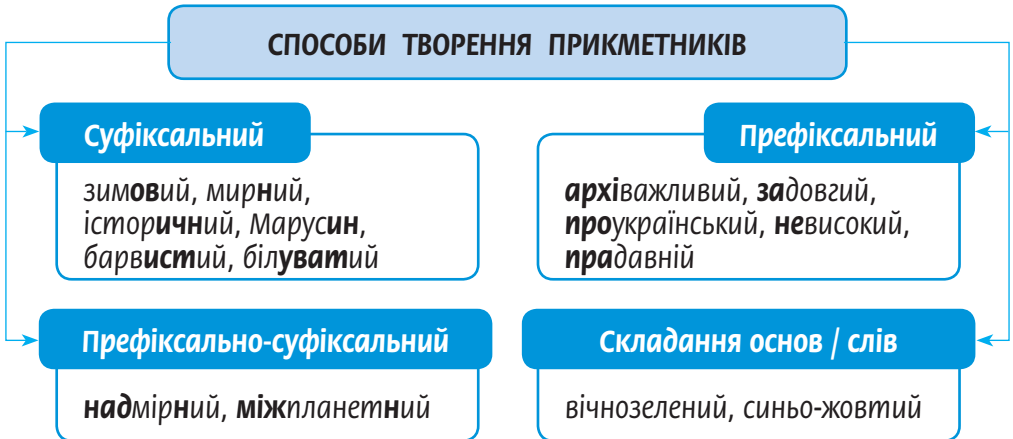 СПОСОБИ ТВОРЕННЯ ПРИКМЕТНИКІВ
Суфіксальний
зимовий, мирний,
історичний, Марусин,
барвистий, білуватий
Префіксальний
архіважливий, задовгий,
проукраїнський, невисокий,
прадавній
Префіксально-суфіксальний
надмірний, міжпланетний
Складання основ / слів
вічнозелений, синьо-жовтий